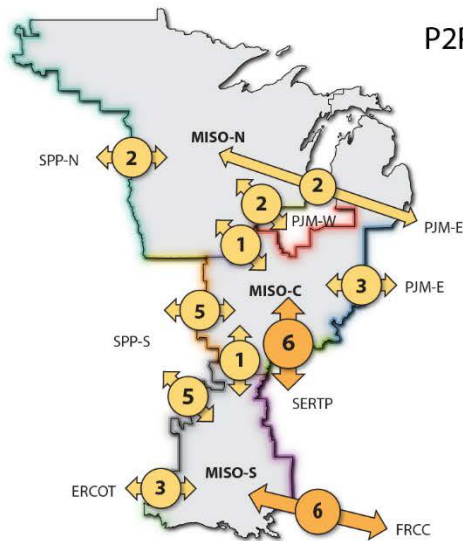 P2P
MISO-N
SPP-N
2
2
2
PJM-W
PJM-E
1
MISO-C
3
PJM-E
5
6
SPP-S
1
5
SERTP
MISO-S
ERCOT
3
6
FRCC